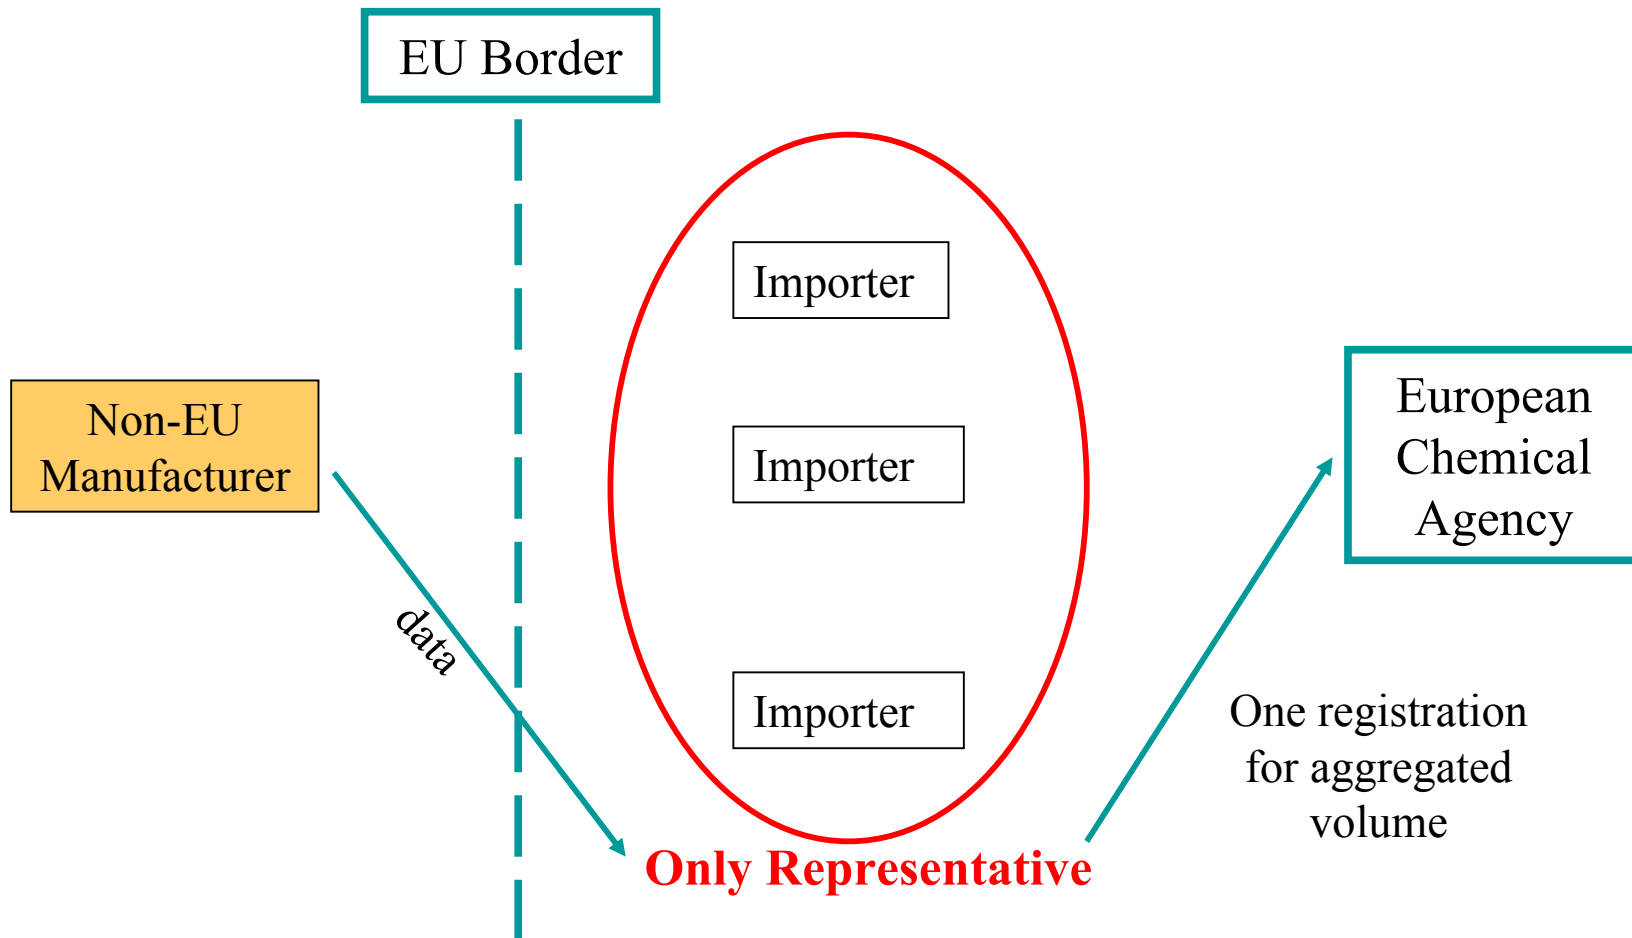 EU Border
Importer
Non-EU
Manufacturer
Importer
European
Chemical
Agency
data
Importer
One registration
for aggregated
volume
Only Representative